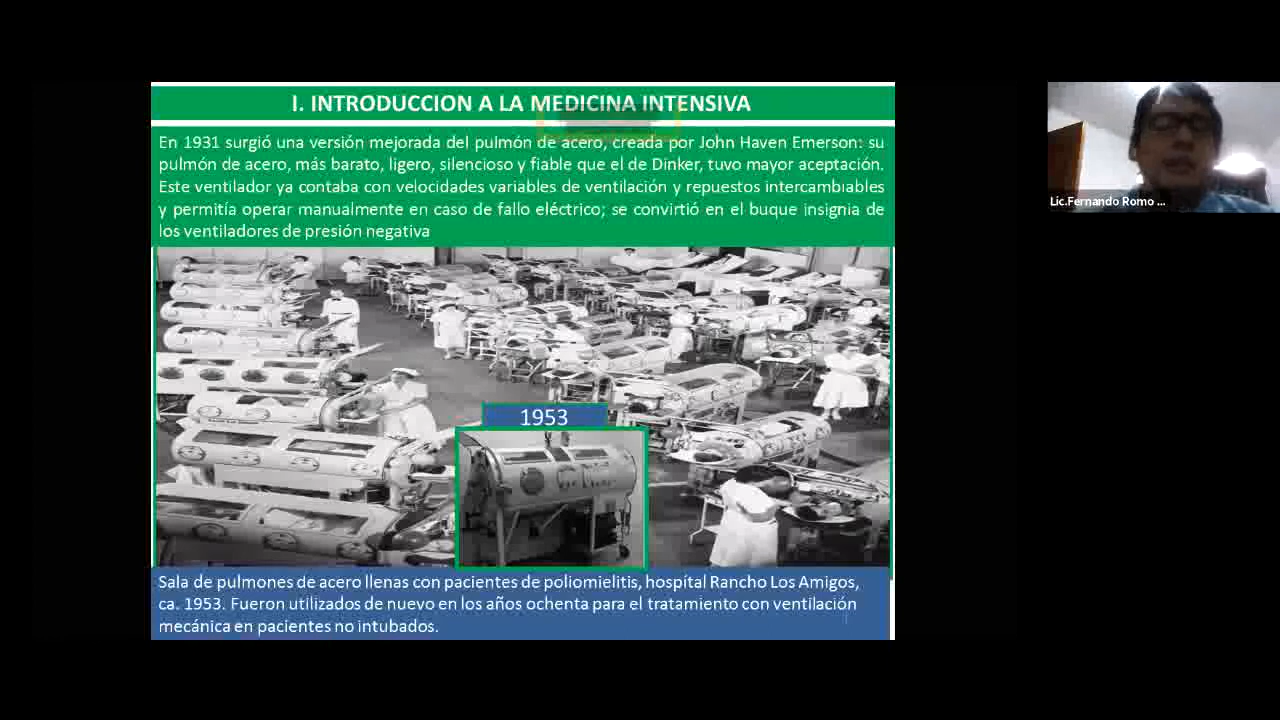 I. INTRODUCCION A LA MEDICINA INTENSIVA
En 1931 surgió una versión mejorada del pulmón de acero, creada por John Haven Emerson: su
pulmón de acero, más barato, ligero, silencioso y fiable que el de Dinker, tuvo mayor aceptación.
Este ventilador ya contaba con velocidades variables de ventilación y repuestos intercambiables
y permitía operar manualmente en caso de fallo eléctrico; se convirtió en el buque insignia de
los ventiladores de presión negativa
1953
Sala de pulmones de acero llenas con pacientes de poliomielitis, hospital Rancho Los Amigos,
ca. 1953. Fueron utilizados de nuevo en los años ochenta para el tratamiento con ventilación
mecánica en pacientes no intubados.
Lic.Fernando Romo ...